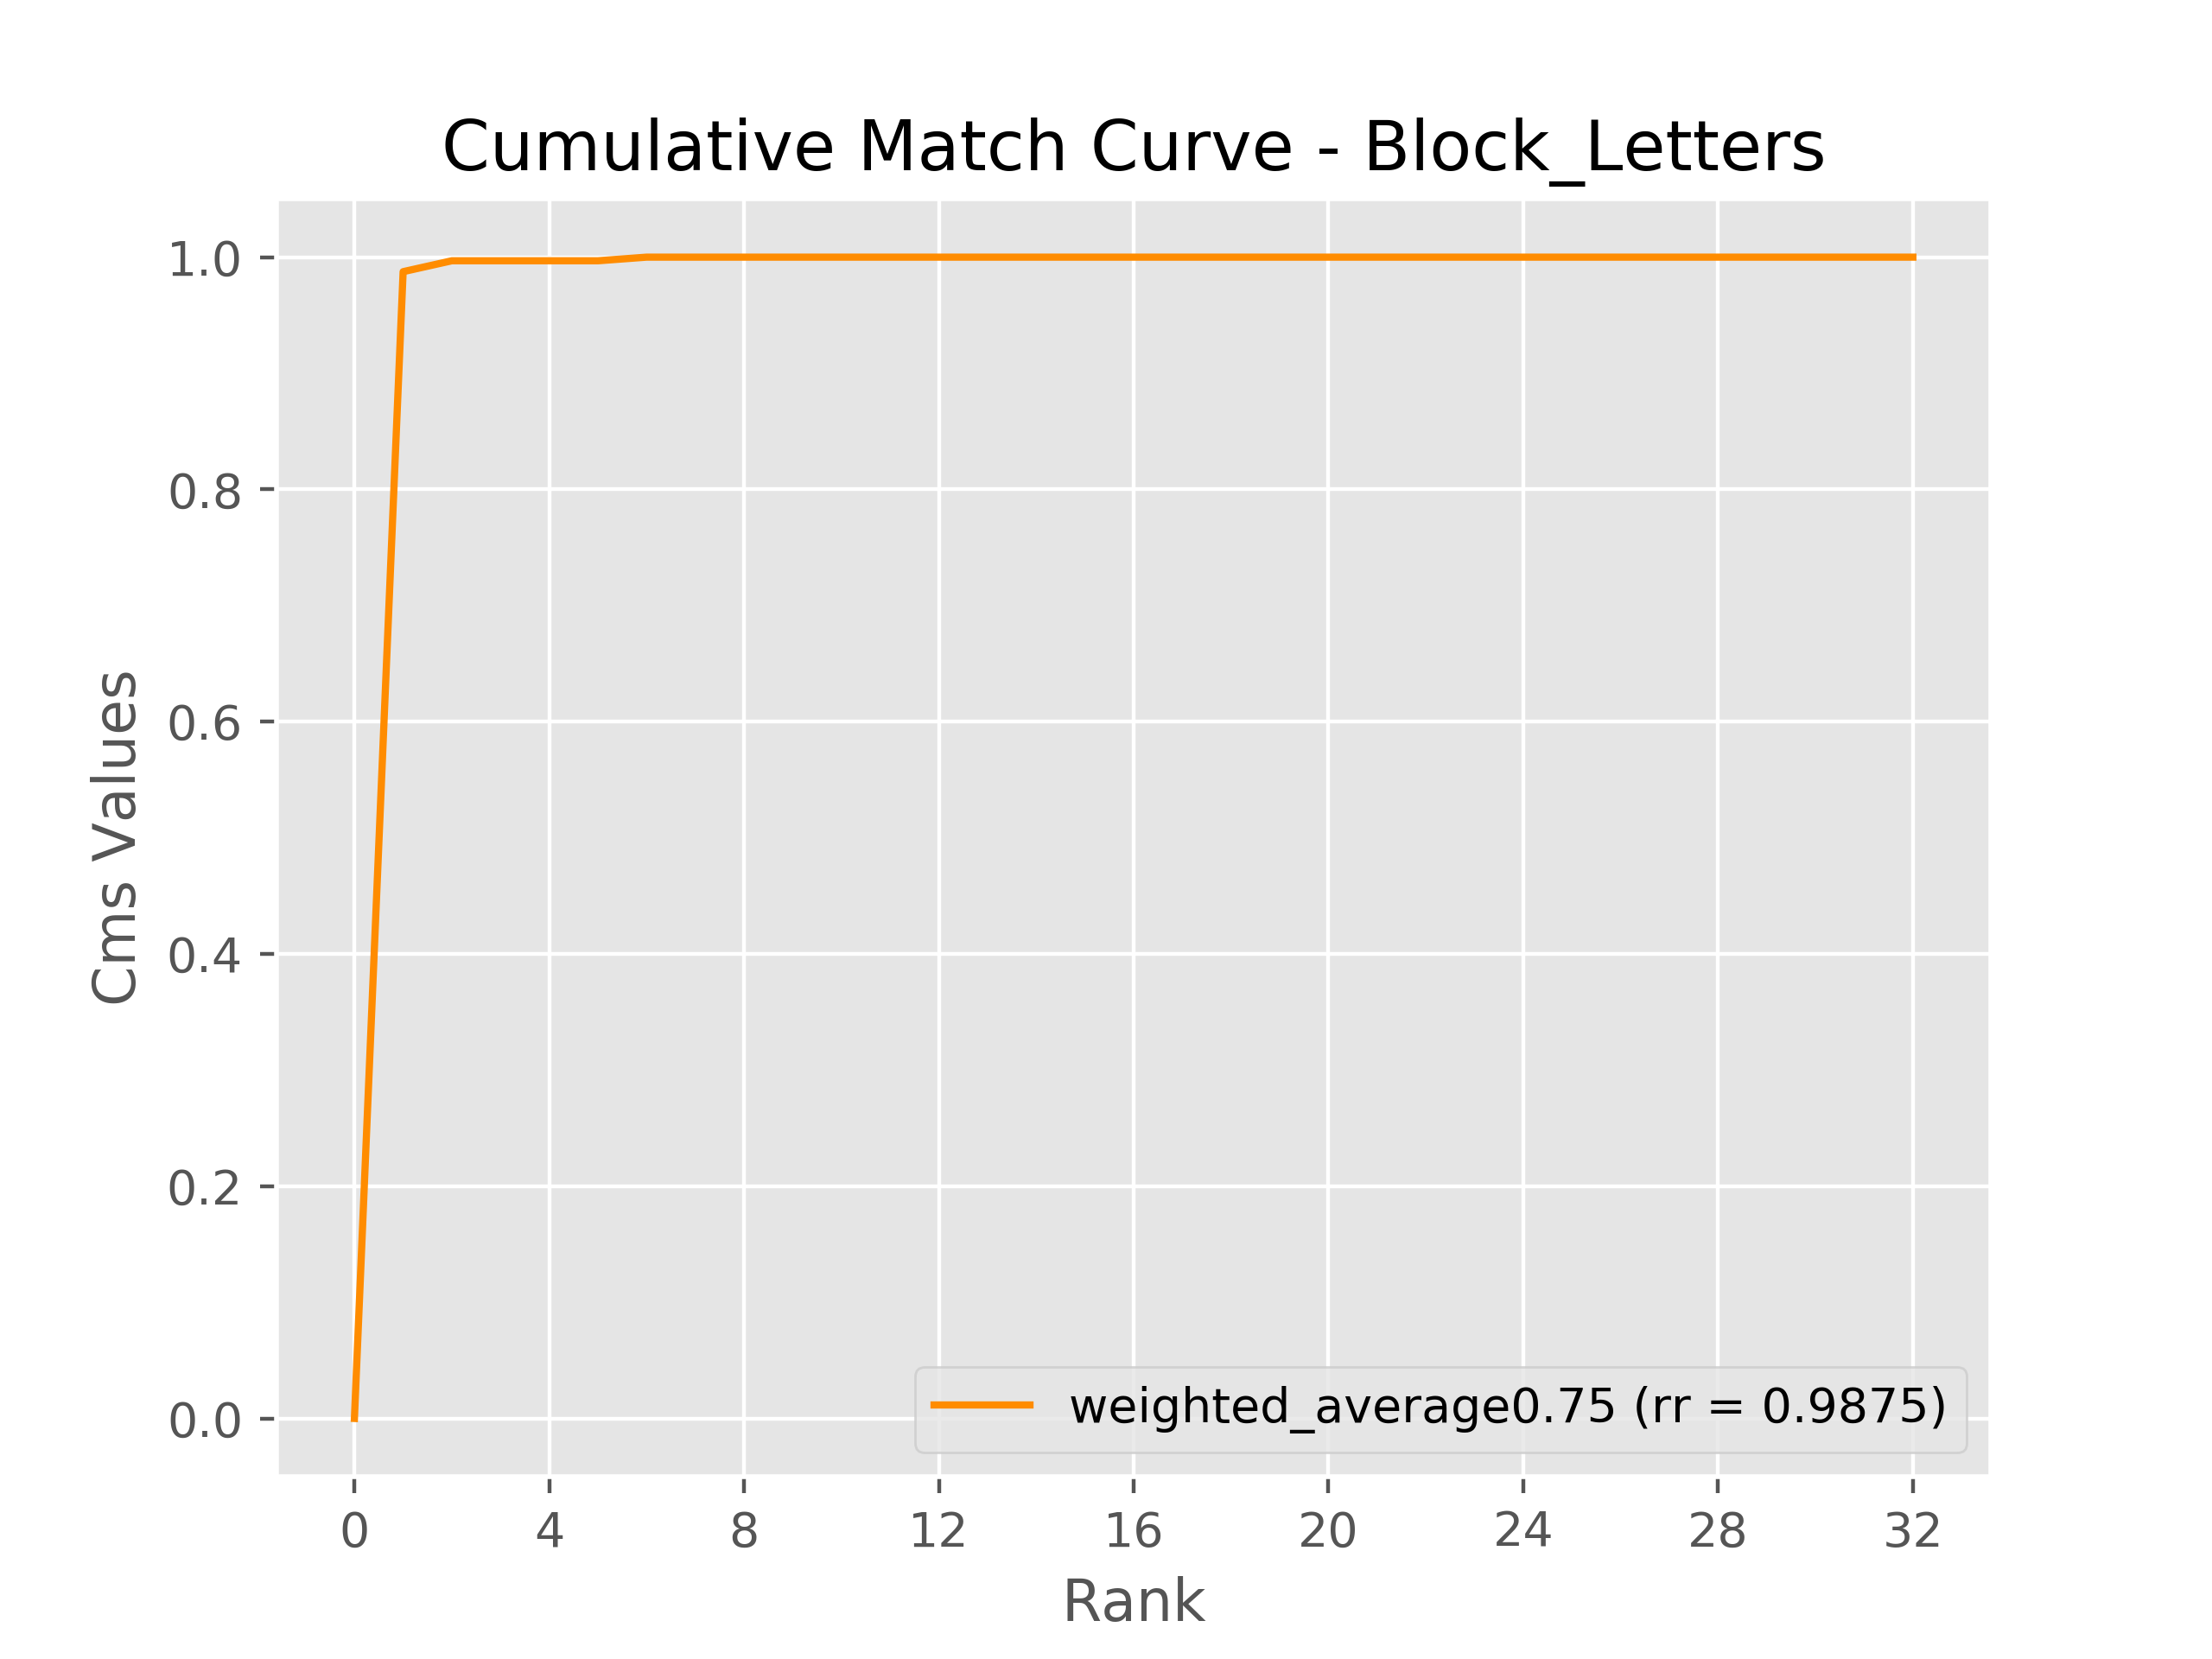 Cumulative Match Curve - Block_Letters
1.0
0.8
0.6
0.4
0.2
0.0
Cms Values
weighted_average0.75 (rr = 0.9875)
0 4 8 12 16 20 24 28 32
Rank